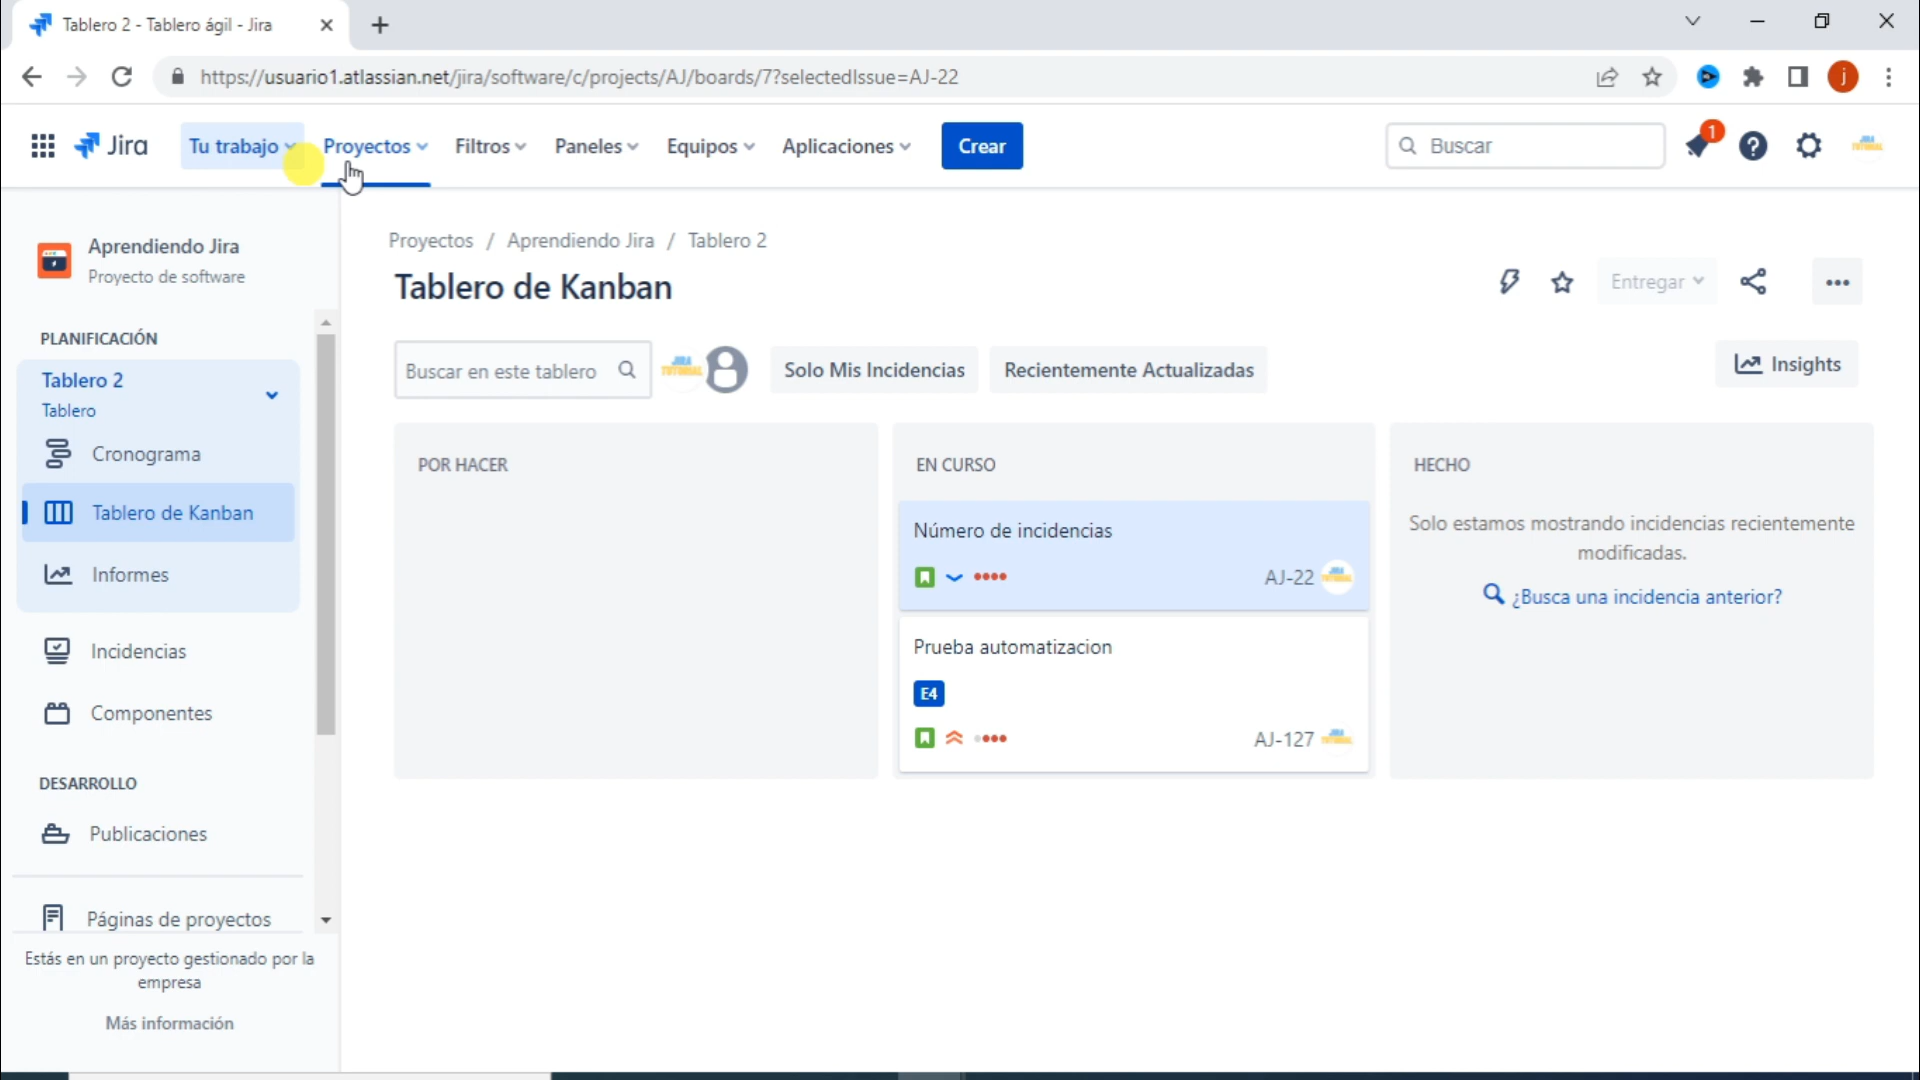 Tablero 2 - Tablero ágil - Jira
https://usuario1.atlassian.net/jira/software/c/projects/AJ/boards/7?selectedIssue=AJ-22
j
Jira
Tu trabajo
Proyectos
Filtros
Paneles
Equipos
Aplicaciones
Crear
Buscar
1
Aprendiendo Jira
Proyecto de software
PLANIFICACIÓN
Tablero 2
Tablero
Cronograma
Tablero de Kanban
Informes
Incidencias
Componentes
DESARROLLO
Publicaciones
Páginas de proyectos
Estás en un proyecto gestionado por la
empresa
Más información
Proyectos / Aprendiendo Jira / Tablero 2
Tablero de Kanban
Entregar
Buscar en este tablero
JIRA
TUTORIAL
Solo Mis Incidencias
Recientemente Actualizadas
Insights
POR HACER
EN CURSO
Número de incidencias
AJ-22
Prueba automatizacion
E4
AJ-127
HECHO
Solo estamos mostrando incidencias recientemente
modificadas.
¿Busca una incidencia anterior?